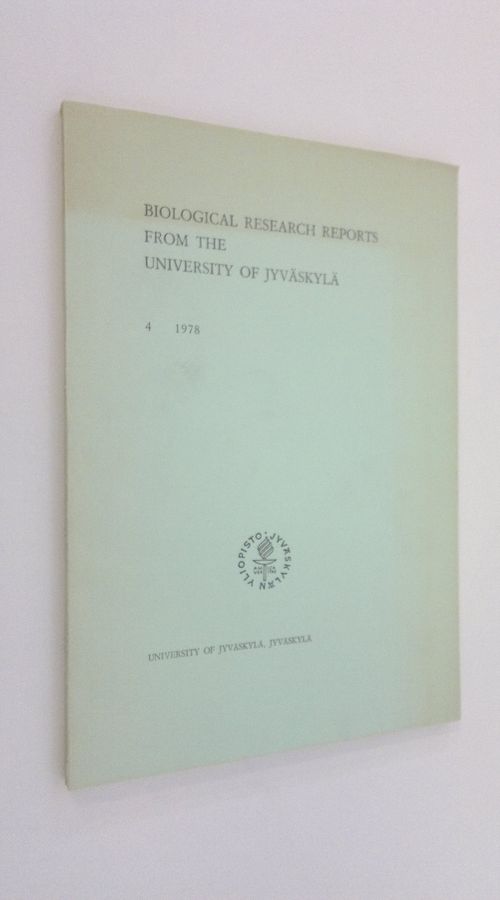 BIOLOGICAL RESEARCH REPORTS
FROM THE
UNIVERSITY OF JYVÄSKYLÄ
4 1978
JYVÄSKYLÄN YLIOPISTO
UNIVERSITY OF JYVÄSKYLÄ, JYVÄSKYLÄ